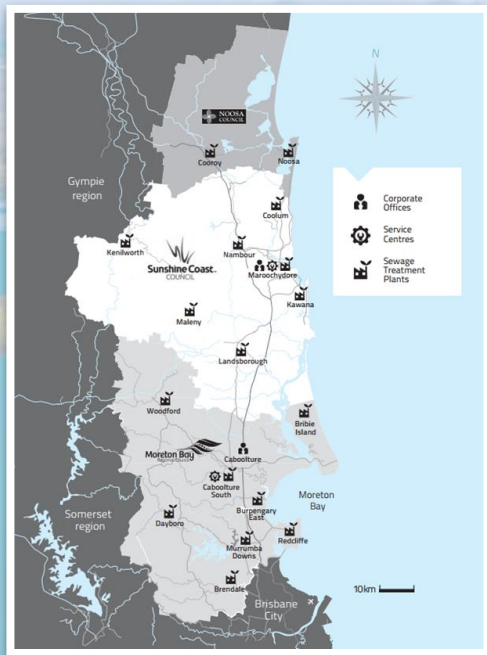 N
NOOSA
COUNCIL
Cooroy
Noosa
Gympie
region
Coolum
Corporate
Offices
Service
Centres
Sewage
Treatment
Plants
Kenilworth
Nambour
Sunshine Coast
COUNCIL
Maroochydore
Kawana
Maleny
Landsborough
Woodford
Bribie
Island
Moreton Bay
Caboolture
Caboolture
South
Moreton
Bay
Burpengary
East
Somerset
region
Dayboro
Redcliffe
Murrumba
Downs
Brendale
10km
Brisbane
City